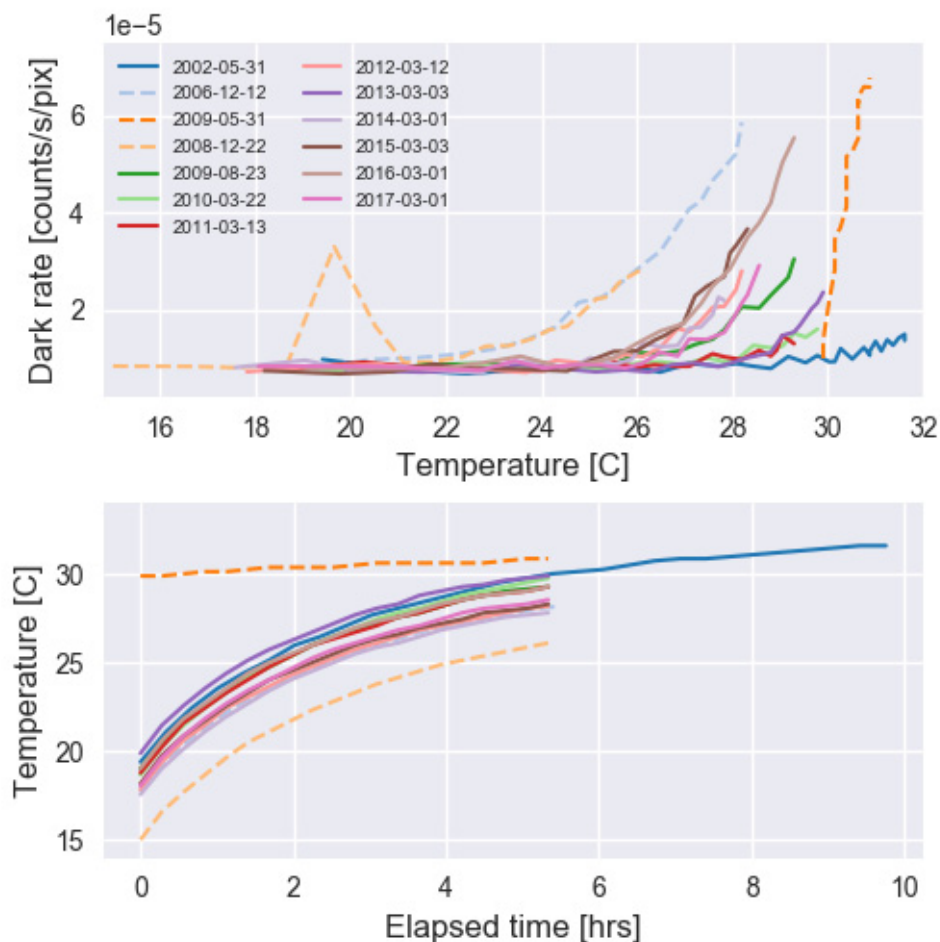 1e−5
Dark rate [counts/s/pix]
6
4
2
2002-05-31
2006-12-12
2009-05-31
2008-12-22
2009-08-23
2010-03-22
2011-03-13
2012-03-12
2013-03-03
2014-03-01
2015-03-03
2016-03-01
2017-03-01
16 18 20 22 24 26 28 30 32
Temperature [C]
Temperature [C]
30
25
20
15
0 2 4 6 8 10
Elapsed time [hrs]